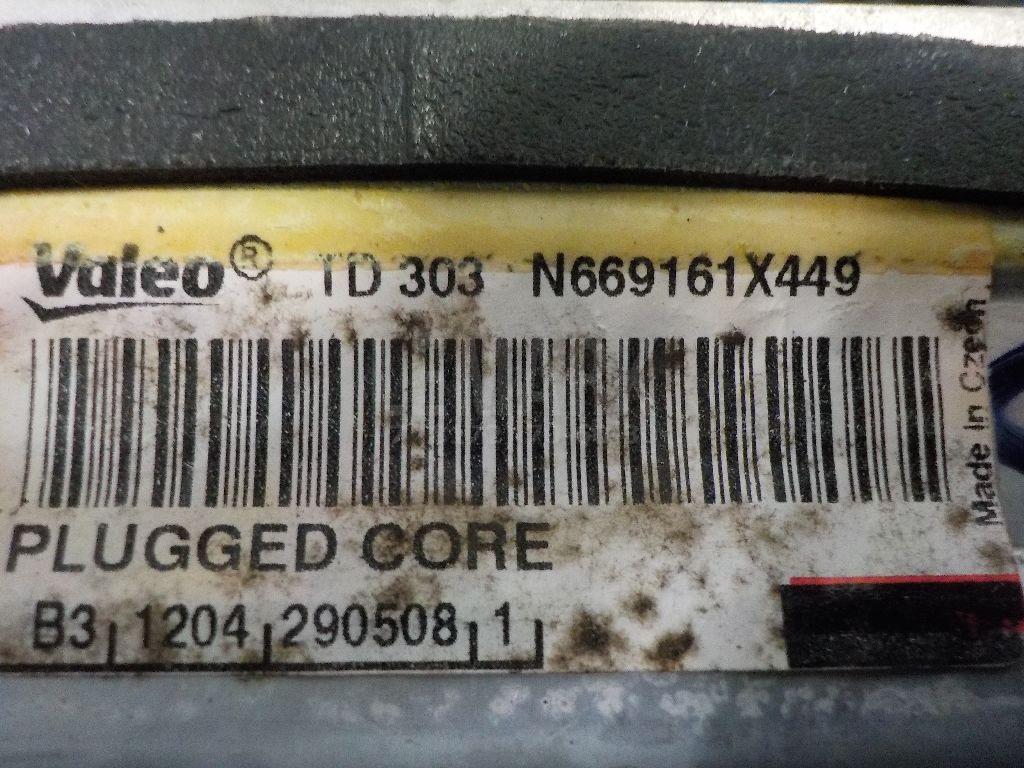 Valeo® TD 303 N669161X449
Made In Czech
PLUGGED CORE
B3 1204 290508 1